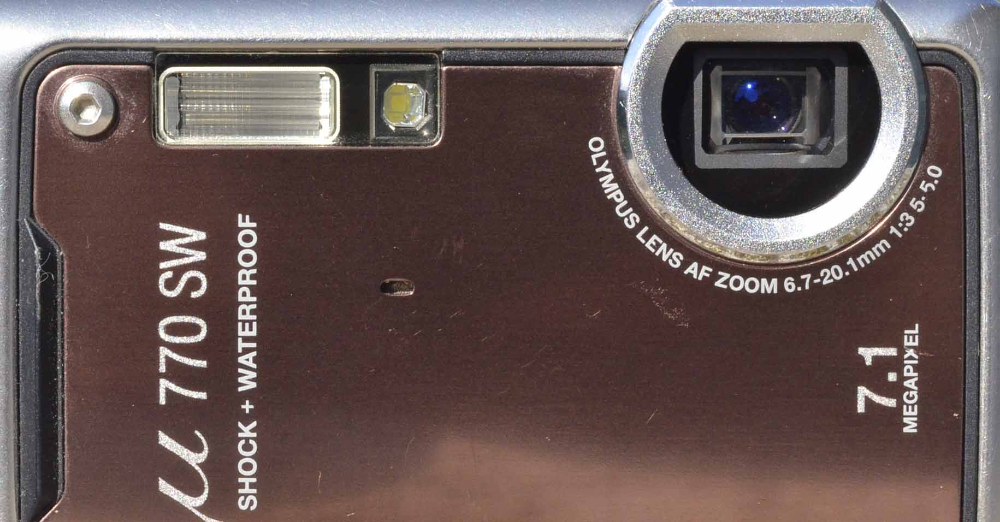 μ 770 SW
SHOCK + WATERPROOF
OLYMPUS LENS AF ZOOM 6.7-20.1mm 1:3.5-5.0
7.1
MEGAPIXEL